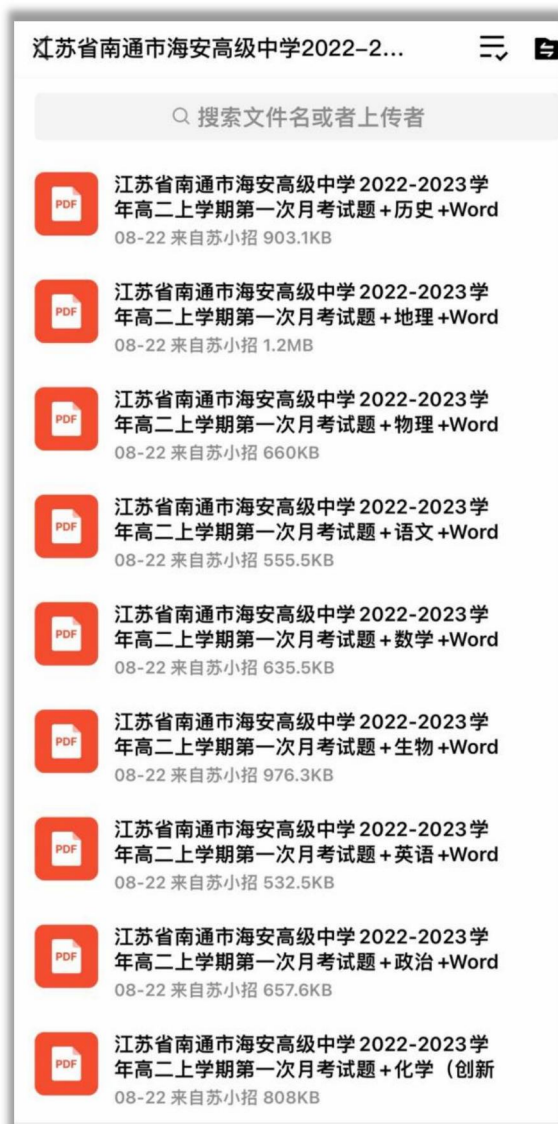 江苏省南通市海安高级中学2022-2...
搜索文件名或者上传者
PDF
江苏省南通市海安高级中学2022-2023学
年高二上学期第一次月考试题+历史+Word
08-22 来自苏小招 903.1KB
PDF
江苏省南通市海安高级中学2022-2023学
年高二上学期第一次月考试题+地理+Word
08-22 来自苏小招 1.2MB
PDF
江苏省南通市海安高级中学2022-2023学
年高二上学期第一次月考试题+物理+Word
08-22 来自苏小招 660KB
PDF
江苏省南通市海安高级中学2022-2023学
年高二上学期第一次月考试题+语文+Word
08-22 来自苏小招 555.5KB
PDF
江苏省南通市海安高级中学2022-2023学
年高二上学期第一次月考试题+数学+Word
08-22 来自苏小招 635.5KB
PDF
江苏省南通市海安高级中学2022-2023学
年高二上学期第一次月考试题+生物+Word
08-22 来自苏小招 976.3KB
PDF
江苏省南通市海安高级中学2022-2023学
年高二上学期第一次月考试题+英语+Word
08-22 来自苏小招 532.5KB
PDF
江苏省南通市海安高级中学2022-2023学
年高二上学期第一次月考试题+政治+Word
08-22 来自苏小招 657.6KB
PDF
江苏省南通市海安高级中学2022-2023学
年高二上学期第一次月考试题+化学（创新
08-22 来自苏小招 808KB